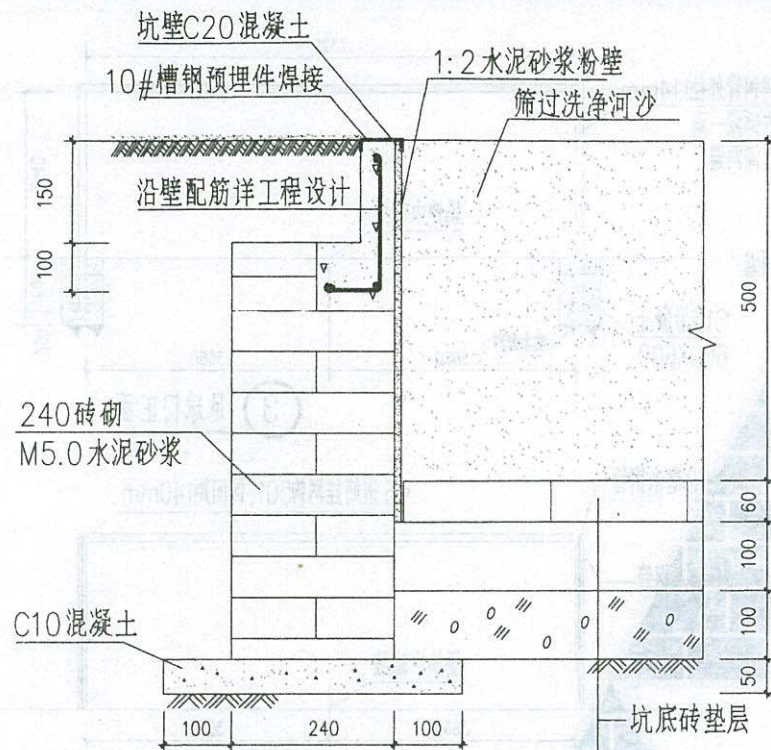 坑壁C20混凝土
10#槽钢预埋件焊接
1:2水泥砂浆粉壁
筛过洗净河沙
150
沿壁配筋详工程设计
100
500
240砖砌
M5.0水泥砂浆
60
100
C10混凝土
100
50
坑底砖垫层
100
240
100